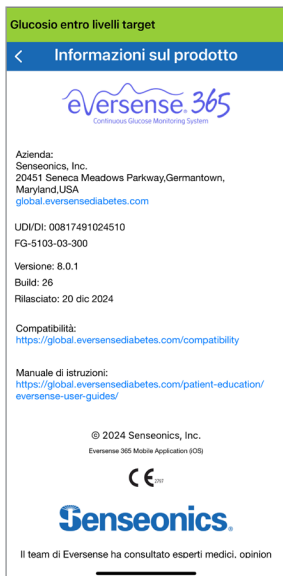 Glucosio entro livelli target
Informazioni sul prodotto
eversense. 365
Continuous Glucose Monitoring System
Azienda:
Senseonics, Inc.
20451 Seneca Meadows Parkway,Germantown,
Maryland,USA
global.eversensediabetes.com
UDI/DI: 00817491024510
FG-5103-03-300
Versione: 8.0.1
Build: 26
Rilasciato: 20 dic 2024
Compatibilità:
https://global.eversensediabetes.com/compatibility
Manuale di istruzioni:
https://global.eversensediabetes.com/patient-education/
eversense-user-guides/
© 2024 Senseonics, Inc.
Eversense 365 Mobile Application (iOS)
CE 2797
Senseonics®
Il team di Eversense ha consultato esperti medici, opinion